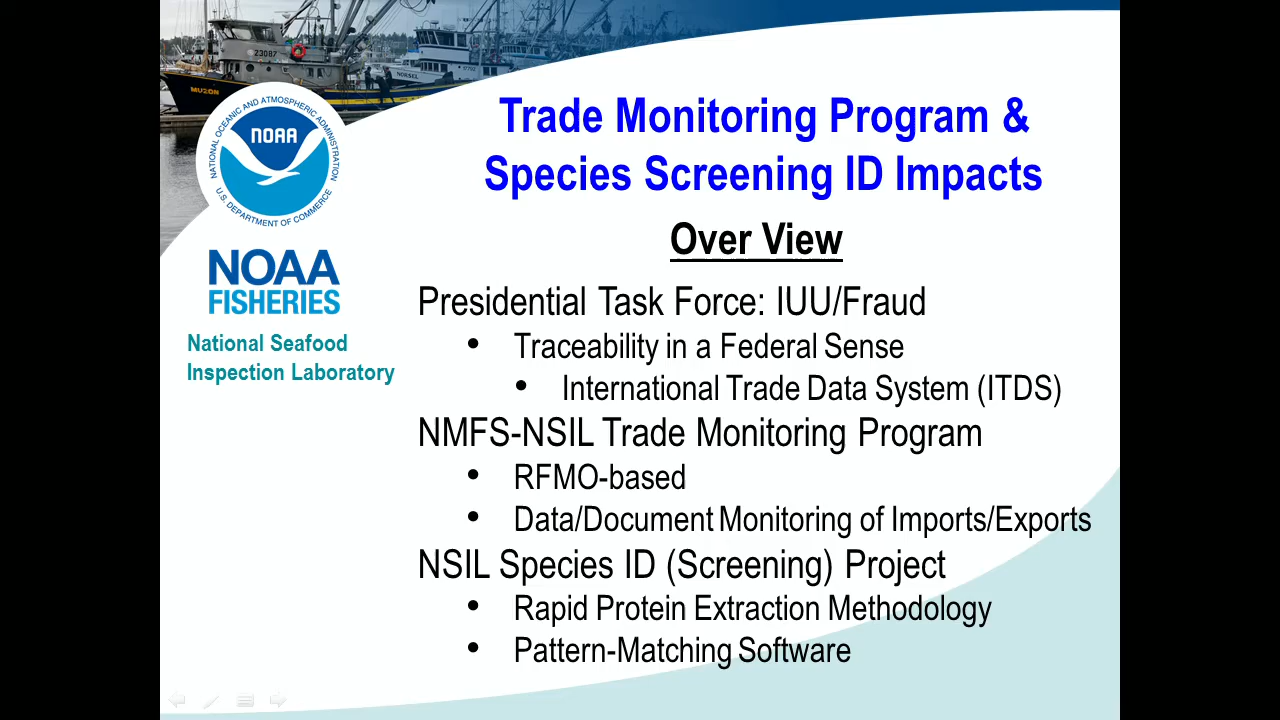 23087
NORSEL
MUZON
NATIONAL OCEANIC AND ATMOSPHERIC ADMINISTRATION
NOAA
U.S. DEPARTMENT OF COMMERCE
NOAA
FISHERIES
National Seafood
Inspection Laboratory
Trade Monitoring Program &
Species Screening ID Impacts
Over View
Presidential Task Force: IUU/Fraud
• Traceability in a Federal Sense
• International Trade Data System (ITDS)
NMFS-NSIL Trade Monitoring Program
• RFMO-based
• Data/Document Monitoring of Imports/Exports
NSIL Species ID (Screening) Project
• Rapid Protein Extraction Methodology
• Pattern-Matching Software